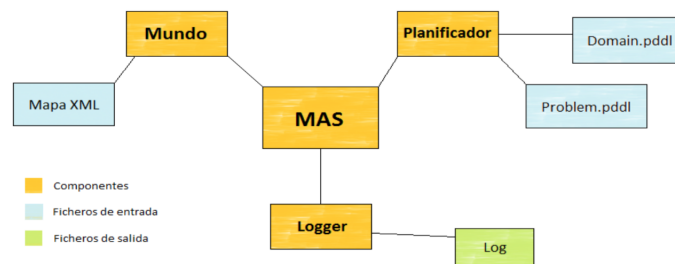 Mundo
Planificador
Domain.pddl
Mapa XML
Problem.pddl
MAS
Componentes
Ficheros de entrada
Logger
Ficheros de salida
Log